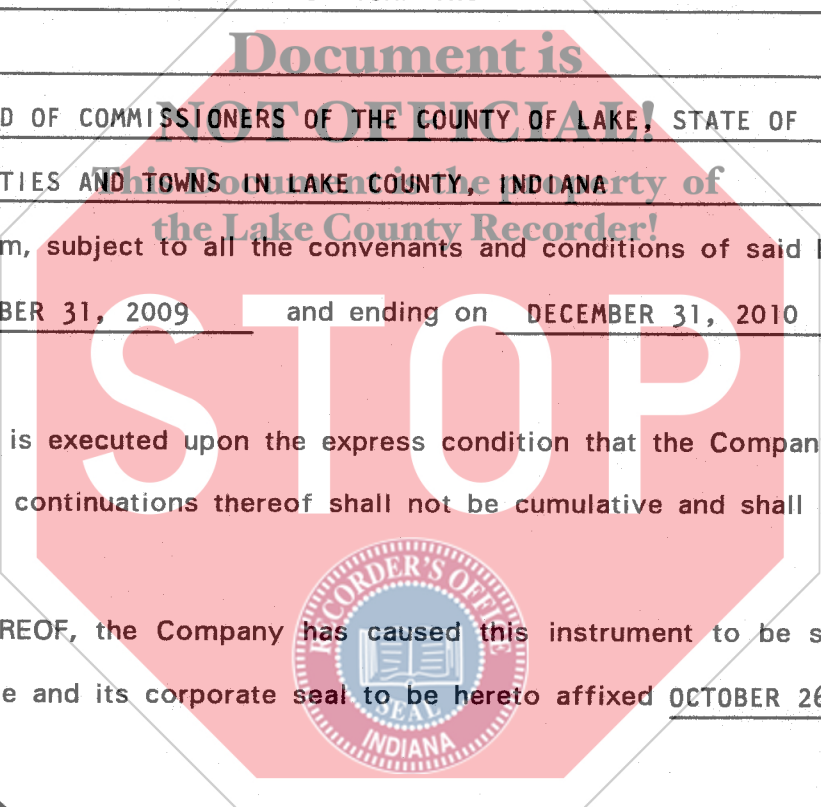 Document is
NOT OFFICIAL!
D OF COMMISSIONERS OF THE COUNTY OF LAKE, STATE OF
This Document is the property of
TIES AND TOWNS IN LAKE COUNTY, INDIANA
the Lake County Recorder!
m, subject to all the convenants and conditions of said
BER 31, 2009 and ending on DECEMBER 31, 2010
STOP
is executed upon the express condition that the Compan
continuations thereof shall not be cumulative and shall
RECORDER'S OFFICE
REOF, the Company has caused this instrument to be s
e and its corporate seal to be hereto affixed OCTOBER 26
SEAL
INDIANA